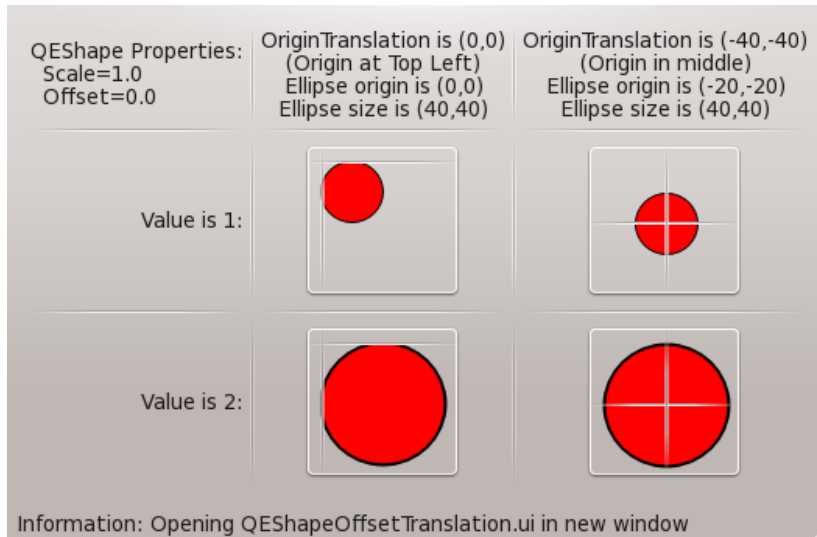 QEShape Properties:
Scale=1.0
Offset=0.0
OriginTranslation is (0,0)
(Origin at Top Left)
Ellipse origin is (0,0)
Ellipse size is (40,40)
OriginTranslation is (-40,-40)
(Origin in middle)
Ellipse origin is (-20,-20)
Ellipse size is (40,40)
Value is 1:
Value is 2:
Information: Opening QEShapeOffsetTranslation.ui in new window